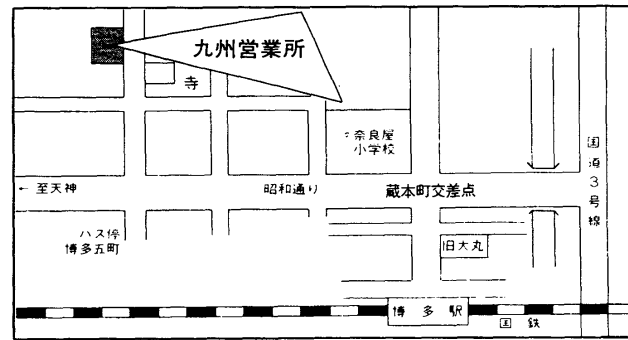 九州営業所
寺
奈良屋
小学校
国道3号線
← 至天神
昭和通り
蔵本町交差点
バス停
博多五町
旧大丸
博多駅
国鉄